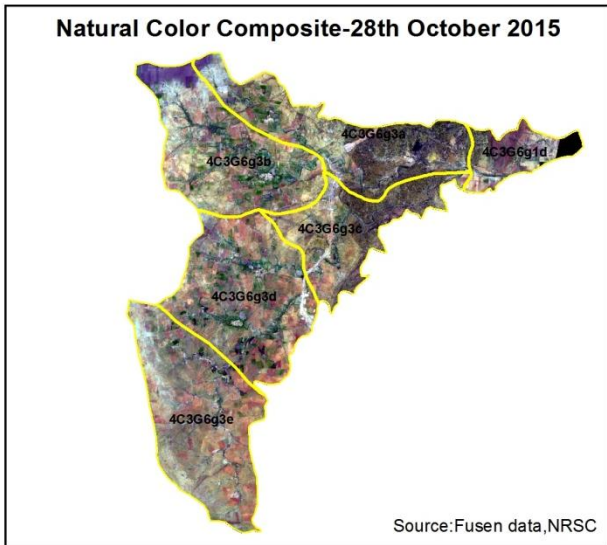 Natural Color Composite-28th October 2015
4C3G6g3a
4C3G6g3b
4C3G6g1d
4C3G6g3c
4C3G6g3d
4C3G6g3e
Source:Fusen data,NRSC